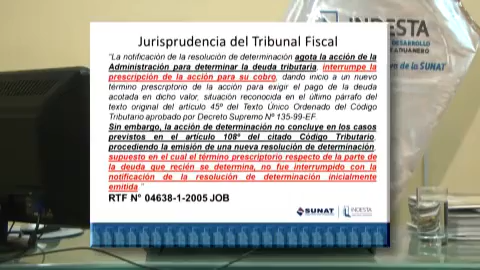 INDESTA
DESARROLLO
ADUANERO
n de la SUNAT
Jurisprudencia del Tribunal Fiscal
"La notificación de la resolución de determinación agota la acción de la
Administración para determinar la deuda tributaria, interrumpe la
prescripción de la acción para su cobro, dando inicio a un nuevo
término prescriptorio de la acción para exigir el pago de la deuda
acotada en dicho valor, situación reconocida en el último párrafo del
texto original del artículo 45º del Texto Único Ordenado del Código
Tributario aprobado por Decreto Supremo Nº 135-99-EF.
Sin embargo, la acción de determinación no concluye en los casos
previstos en el artículo 108º del citado Código Tributario,
procediendo la emisión de una nueva resolución de determinación,
supuesto en el cual el término prescriptorio respecto de la parte de
la deuda que recién se determina, no fue interrumpido con la
notificación de la resolución de determinación inicialmente
emitida."
RTF N° 04638-1-2005 JOB
SUNAT
INDESTA